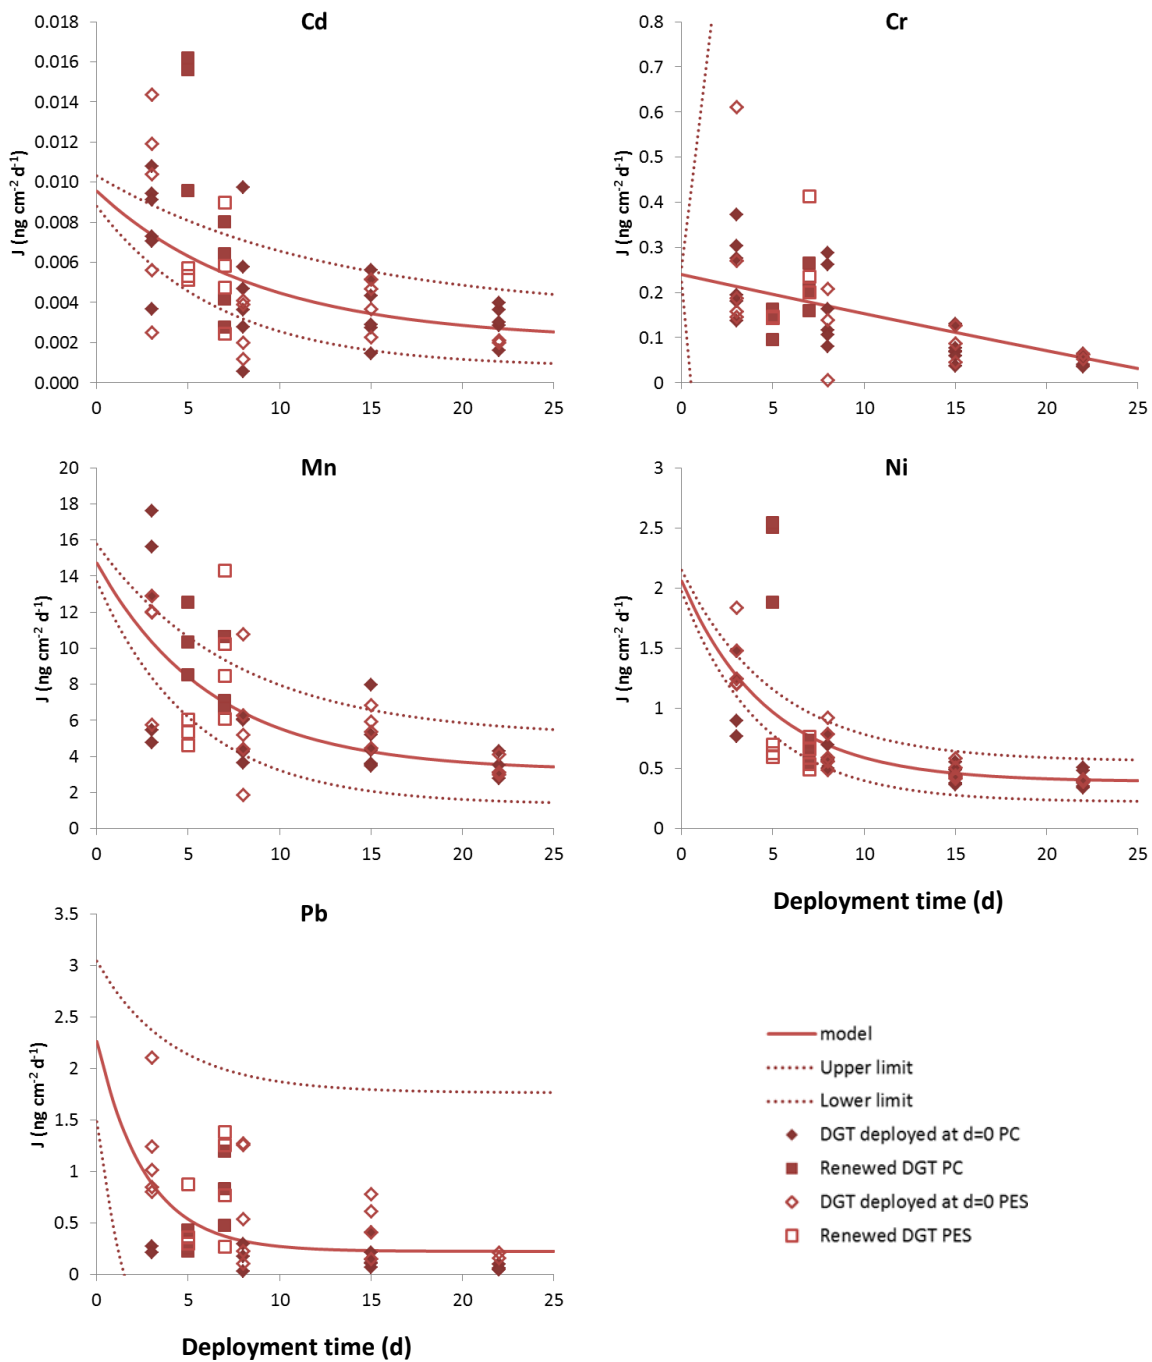 Cd
0.018
0.016
0.014
0.012
0.010
0.008
0.006
0.004
0.002
0.000
J (ng cm-2 d-1)
0 5 10 15 20 25
Cr
0.8
0.7
0.6
0.5
0.4
0.3
0.2
0.1
0
J (ng cm-2 d-1)
0 5 10 15 20 25
Mn
20
18
16
14
12
10
8
6
4
2
0
J (ng cm-2 d-1)
0 5 10 15 20 25
Ni
3
2.5
2
1.5
1
0.5
0
J (ng cm-2 d-1)
0 5 10 15 20 25
Deployment time (d)
Pb
3.5
3
2.5
2
1.5
1
0.5
0
J (ng cm-2 d-1)
0 5 10 15 20 25
Deployment time (d)
model
Upper limit
Lower limit
DGT deployed at d=0 PC
Renewed DGT PC
DGT deployed at d=0 PES
Renewed DGT PES